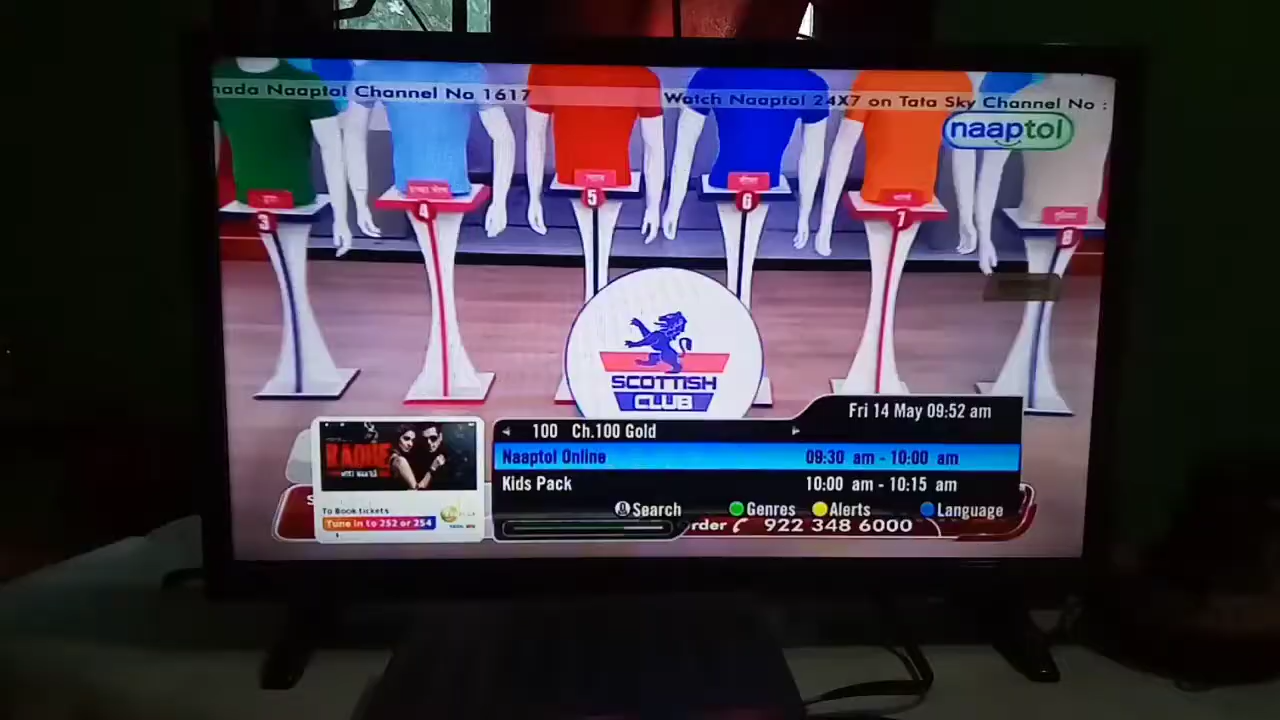 nada Naaptol Channel No 1617
Watch Naaptol 24X7 on Tata Sky Channel No :
naaptol
3
4
5
6
7
8
SCOTTISH
CLUB
Fri 14 May 09:52 am
100 Ch.100 Gold
Naaptol Online 09:30 am - 10:00 am
Kids Pack 10:00 am - 10:15 am
Search Genres Alerts Language
rder 922 348 6000
RADHE
To Book tickets
Tune in to 252 or 254